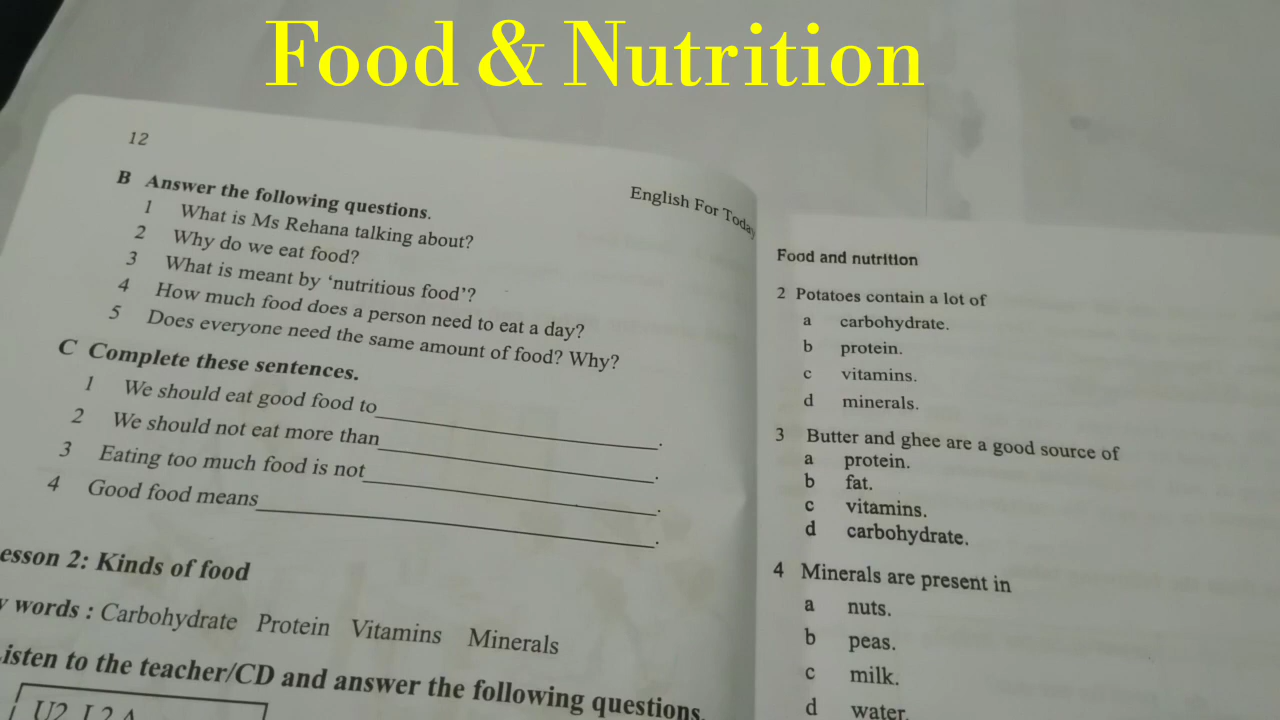 Food & Nutrition
12
English For Today
B Answer the following questions.
1 What is Ms Rehana talking about?
2 Why do we eat food?
3 What is meant by ‘nutritious food’?
4 How much food does a person need to eat a day?
5 Does everyone need the same amount of food? Why?
C Complete these sentences.
1 We should eat good food to____________________.
2 We should not eat more than____________________.
3 Eating too much food is not____________________.
4 Good food means____________________.
esson 2: Kinds of food
words : Carbohydrate Protein Vitamins Minerals
isten to the teacher/CD and answer the following questions.
U2 L2 A
Food and nutrition
2 Potatoes contain a lot of
a carbohydrate.
b protein.
c vitamins.
d minerals.
3 Butter and ghee are a good source of
a protein.
b fat.
c vitamins.
d carbohydrate.
4 Minerals are present in
a nuts.
b peas.
c milk.
d water.